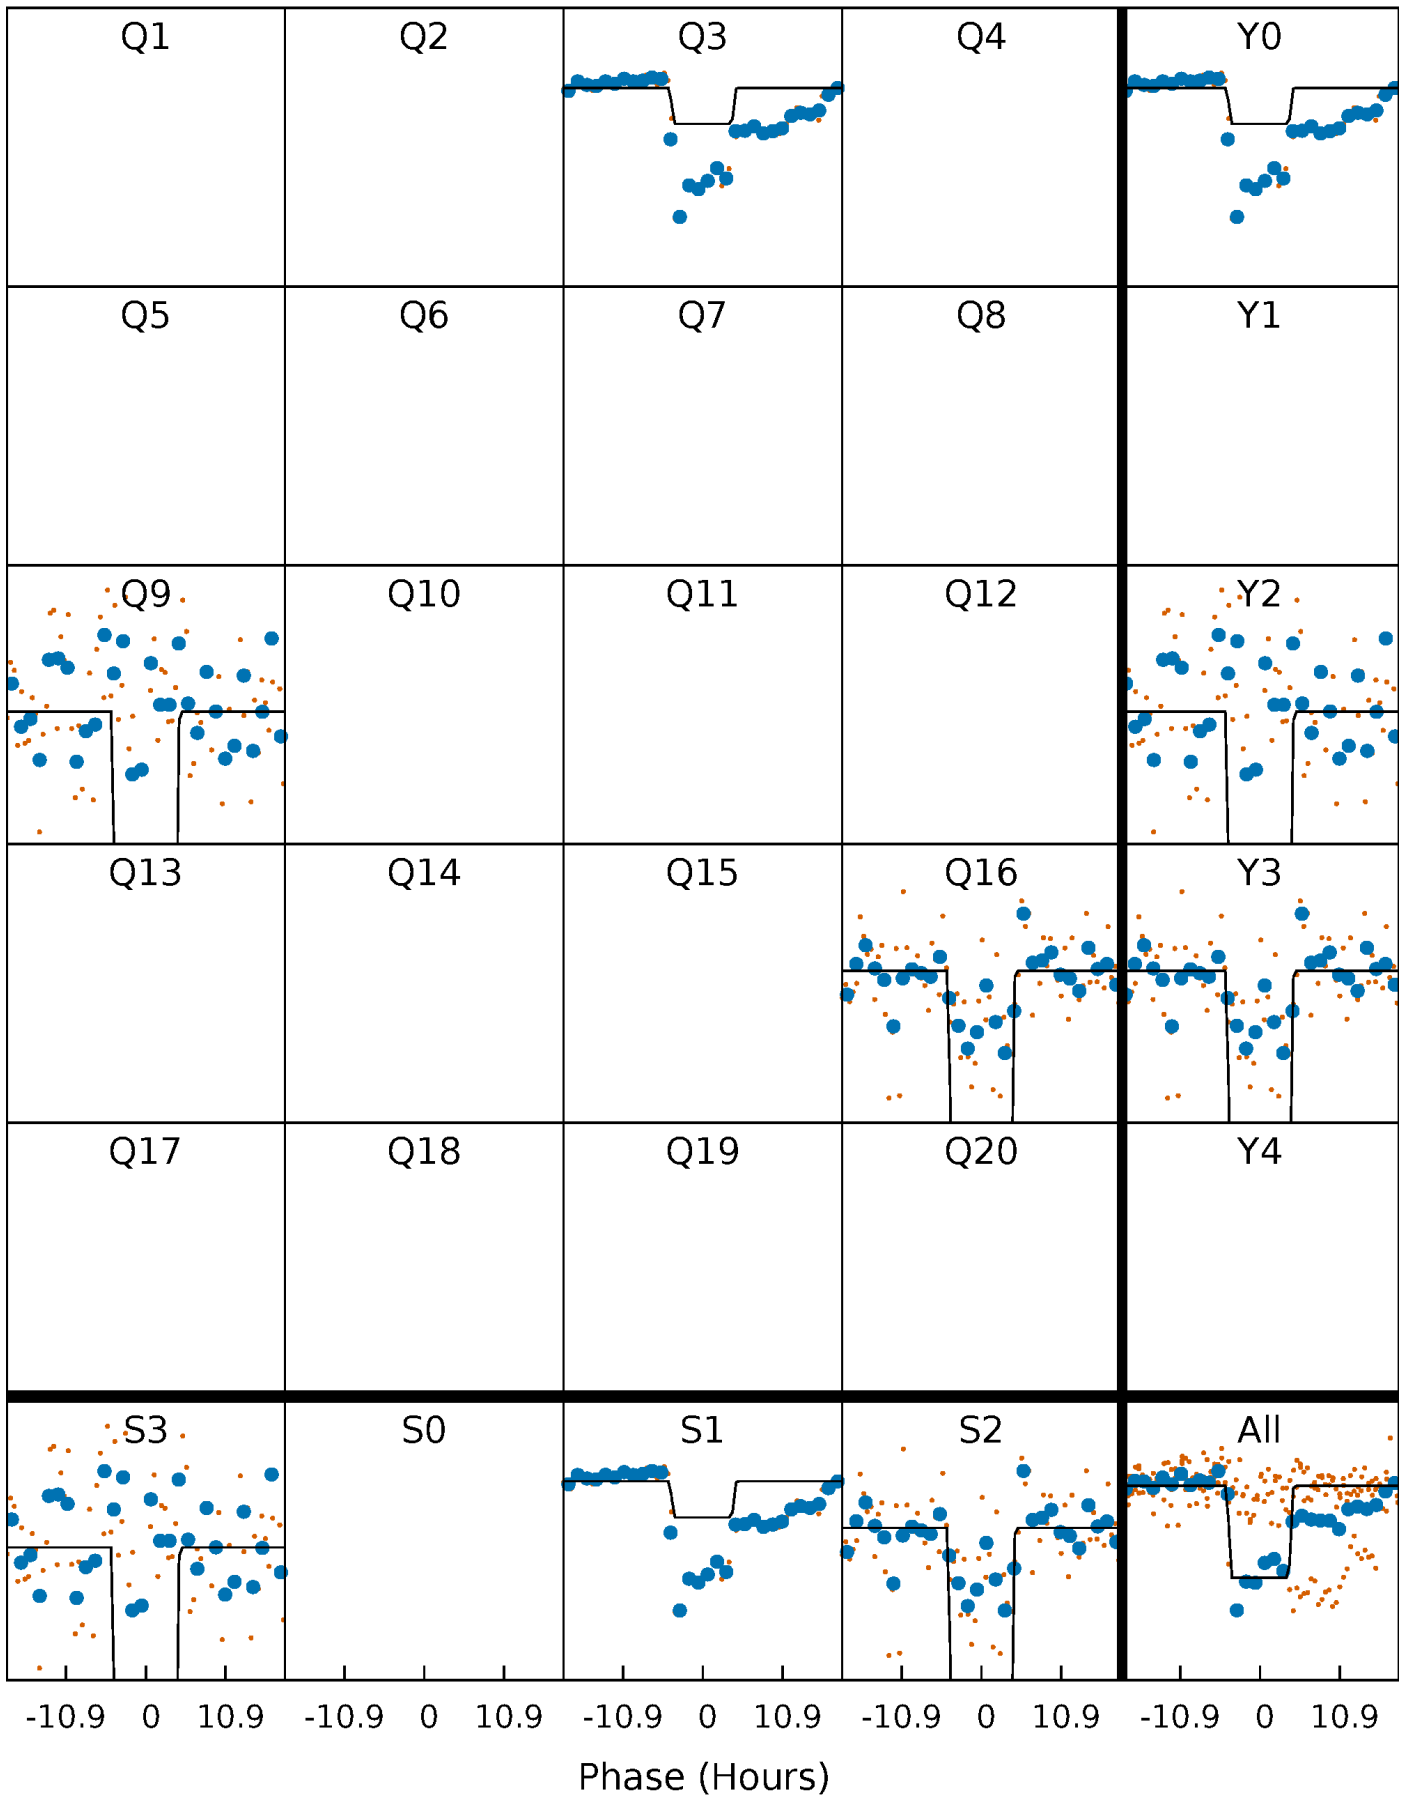 Q1 Q2 Q3 Q4 Y0
Q5 Q6 Q7 Q8 Y1
Q9 Q10 Q11 Q12 Y2
Q13 Q14 Q15 Q16 Y3
Q17 Q18 Q19 Q20 Y4
S3 S0 S1 S2 All
-10.9 0 10.9 -10.9 0 10.9 -10.9 0 10.9 -10.9 0 10.9 -10.9 0 10.9
Phase (Hours)